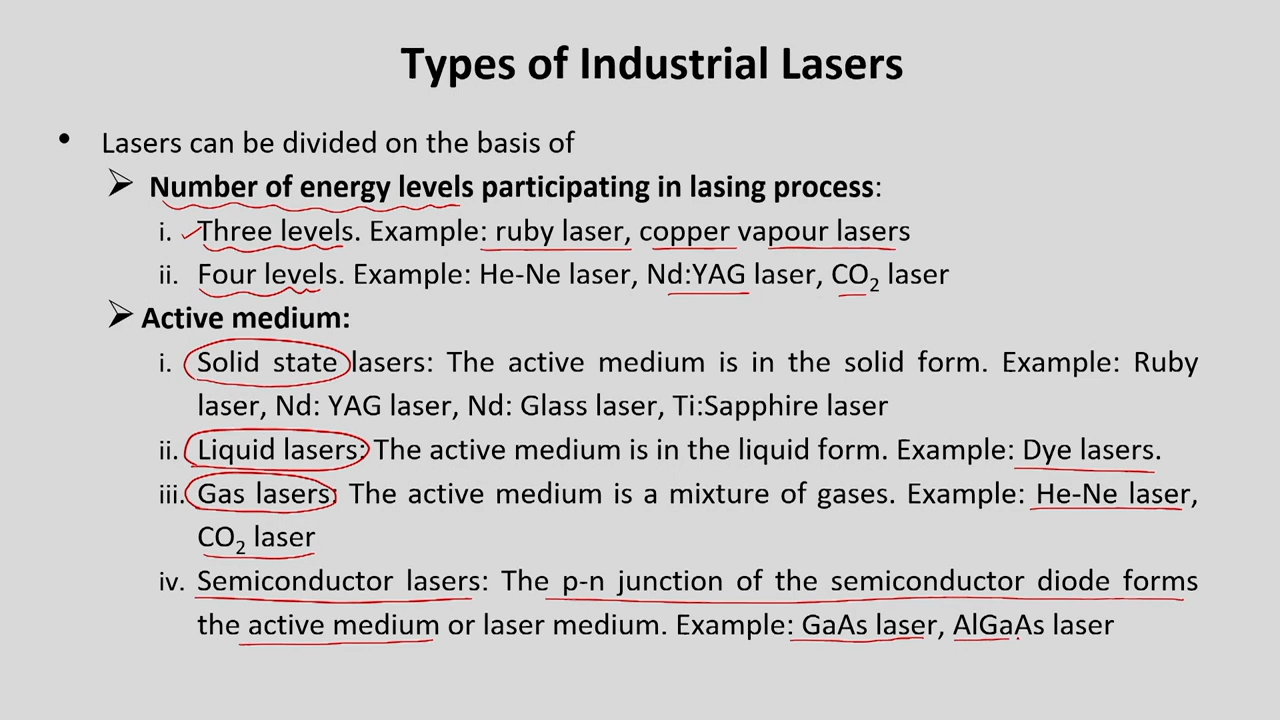 Types of Industrial Lasers
• Lasers can be divided on the basis of
➢ Number of energy levels participating in lasing process:
i. Three levels. Example: ruby laser, copper vapour lasers
ii. Four levels. Example: He-Ne laser, Nd:YAG laser, CO₂ laser
➢ Active medium:
i. Solid state lasers: The active medium is in the solid form. Example: Ruby
laser, Nd: YAG laser, Nd: Glass laser, Ti:Sapphire laser
ii. Liquid lasers: The active medium is in the liquid form. Example: Dye lasers.
iii. Gas lasers: The active medium is a mixture of gases. Example: He-Ne laser,
CO₂ laser
iv. Semiconductor lasers: The p-n junction of the semiconductor diode forms
the active medium or laser medium. Example: GaAs laser, AlGaAs laser